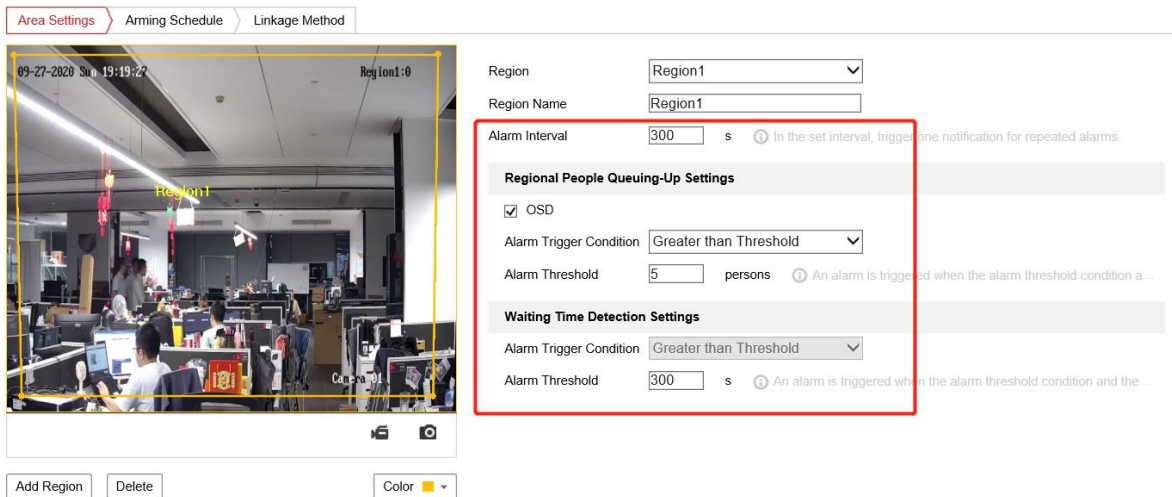 Area Settings
Arming Schedule
Linkage Method
09-27-2020 Sun 19:19:27
Region1:0
Region1
Camera 01
Add Region
Delete
Color
Region
Region1
Region Name
Region1
Alarm Interval
300
s
In the set interval, trigger one notification for repeated alarms.
Regional People Queuing-Up Settings
OSD
Alarm Trigger Condition
Greater than Threshold
Alarm Threshold
5
persons
An alarm is triggered when the alarm threshold condition a...
Waiting Time Detection Settings
Alarm Trigger Condition
Greater than Threshold
Alarm Threshold
300
s
An alarm is triggered when the alarm threshold condition and the...